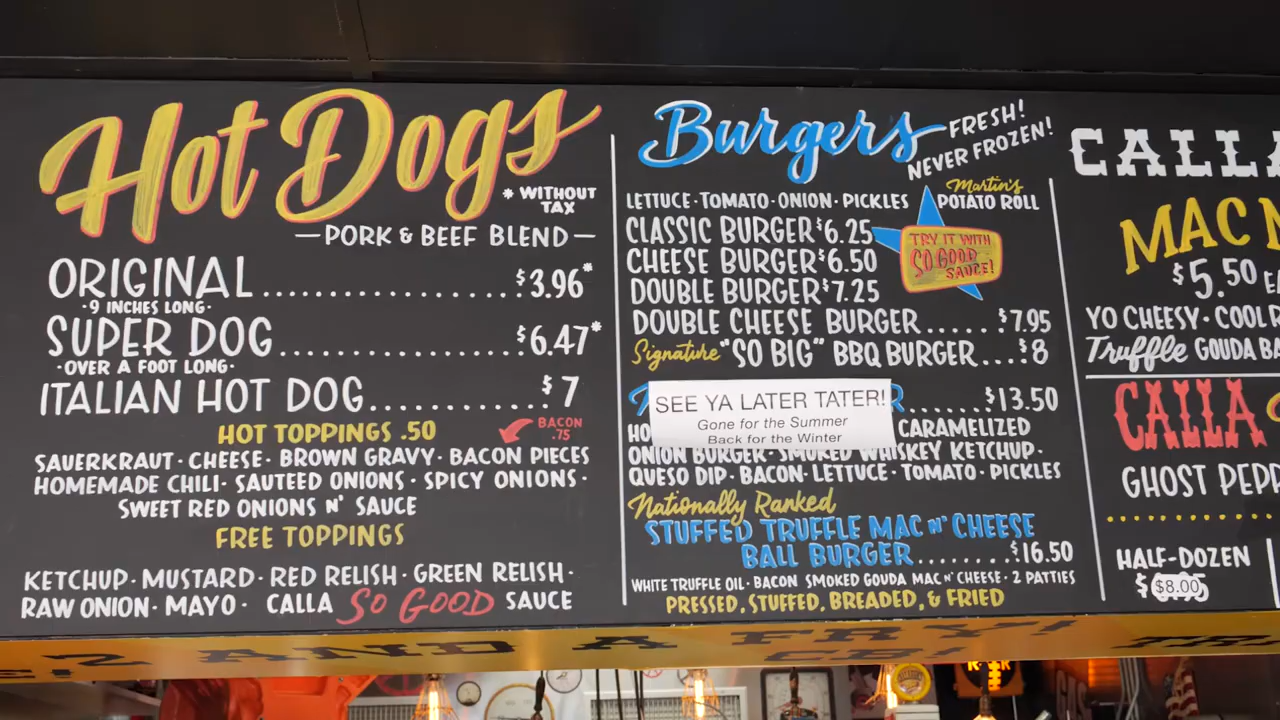 Hot Dogs
* WITHOUT
TAX
—PORK & BEEF BLEND—
ORIGINAL......................$3.96*
·9 INCHES LONG·
SUPER DOG....................$6.47*
·OVER A FOOT LONG·
ITALIAN HOT DOG.............$7
HOT TOPPINGS .50
BACON
.75
SAUERKRAUT · CHEESE · BROWN GRAVY · BACON PIECES
HOMEMADE CHILI · SAUTEED ONIONS · SPICY ONIONS ·
SWEET RED ONIONS N' SAUCE
FREE TOPPINGS
KETCHUP · MUSTARD · RED RELISH · GREEN RELISH ·
RAW ONION · MAYO · CALLA SO GOOD SAUCE
Burgers
FRESH!
NEVER FROZEN!
LETTUCE · TOMATO · ONION · PICKLES
Martin's
POTATO ROLL
CLASSIC BURGER $6.25
CHEESE BURGER $6.50
DOUBLE BURGER $7.25
TRY IT WITH
SO GOOD
SAUCE!
DOUBLE CHEESE BURGER......$7.95
Signature "SO BIG" BBQ BURGER...$8
SEE YA LATER TATER!
Gone for the Summer
Back for the Winter
R.......$13.50
HO CARAMELIZED
ONION BURGER · SMOKED WHISKEY KETCHUP ·
QUESO DIP · BACON · LETTUCE · TOMATO · PICKLES
Nationally Ranked
STUFFED TRUFFLE MAC N' CHEESE
BALL BURGER........$16.50
WHITE TRUFFLE OIL · BACON SMOKED GOUDA MAC N' CHEESE · 2 PATTIES
PRESSED, STUFFED, BREADED, & FRIED
CALLA
MAC
$5.50 E
YO CHEESY · COOL
Truffle GOUDA BA
CALLA
GHOST PEPP
HALF-DOZEN
$8.00
AND A FRY!